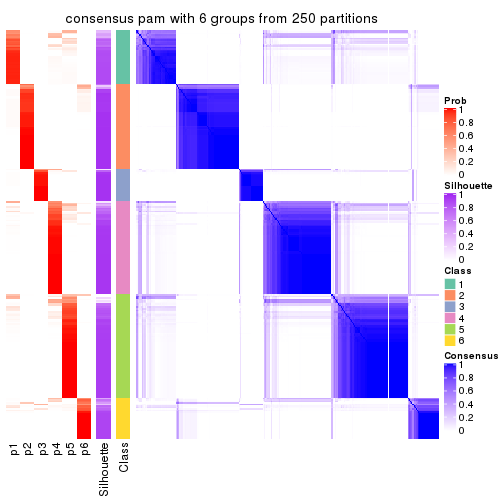 consensus pam with 6 groups from 250 partitions
Prob
1
0.8
0.6
0.4
0.2
0
Silhouette
1
0.8
0.6
0.4
0.2
0
Class
1
2
3
4
5
6
Consensus
1
0.8
0.6
0.4
0.2
0
p1
p2
p3
p4
p5
p6
Silhouette
Class